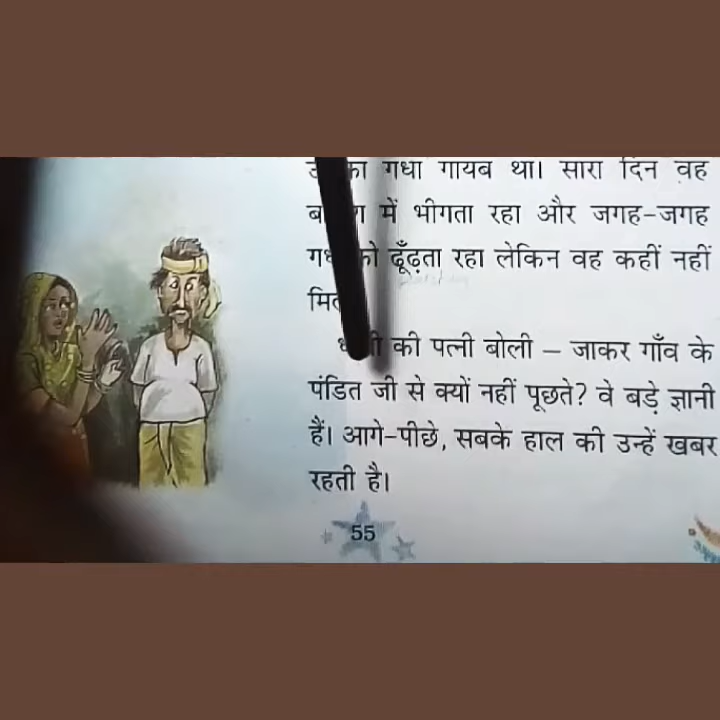 गधा गायब था। सारा दिन वह
में भीगता रहा और जगह-जगह
को ढूँढ़ता रहा लेकिन वह कहीं नहीं
की पत्नी बोली – जाकर गाँव के
पंडित जी से क्यों नहीं पूछते? वे बड़े ज्ञानी
हैं। आगे-पीछे, सबके हाल की उन्हें खबर
रहती है।
55